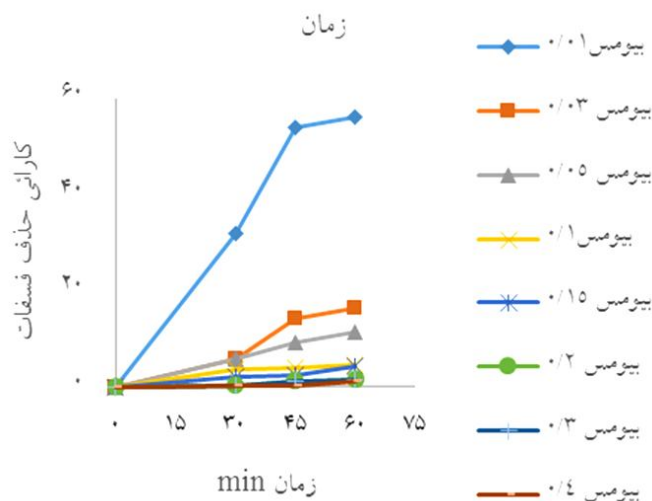 زمان
۶۰
۴۰
۲۰
۰
کارائی حذف فسفات
۰ ۱۵ ۳۰ ۴۵ ۶۰ ۷۵
زمان min
بیومس۰/۰۱
بیومس ۰/۰۳
بیومس ۰/۰۵
بیومس۰/۱
بیومس ۰/۱۵
بیومس ۰/۲
بیومس ۰/۳
بیومس ۰/۴